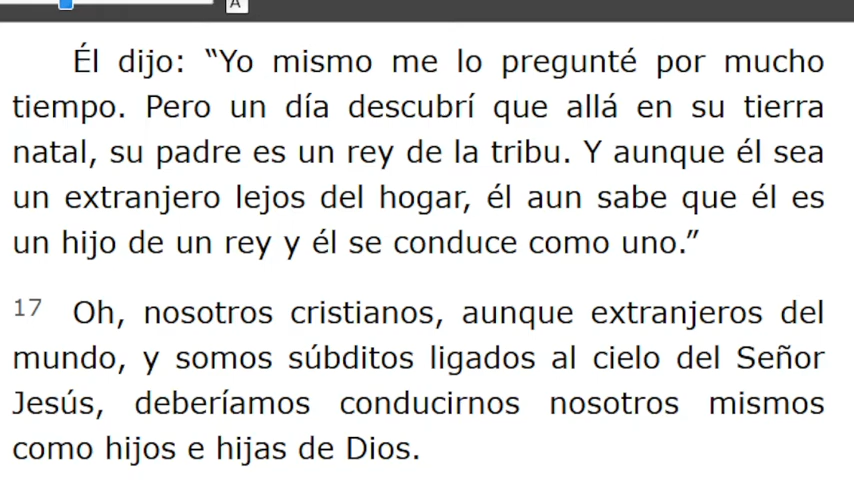 A
Él dijo: “Yo mismo me lo pregunté por mucho
tiempo. Pero un día descubrí que allá en su tierra
natal, su padre es un rey de la tribu. Y aunque él sea
un extranjero lejos del hogar, él aun sabe que él es
un hijo de un rey y él se conduce como uno.”
17 Oh, nosotros cristianos, aunque extranjeros del
mundo, y somos súbditos ligados al cielo del Señor
Jesús, deberíamos conducirnos nosotros mismos
como hijos e hijas de Dios.